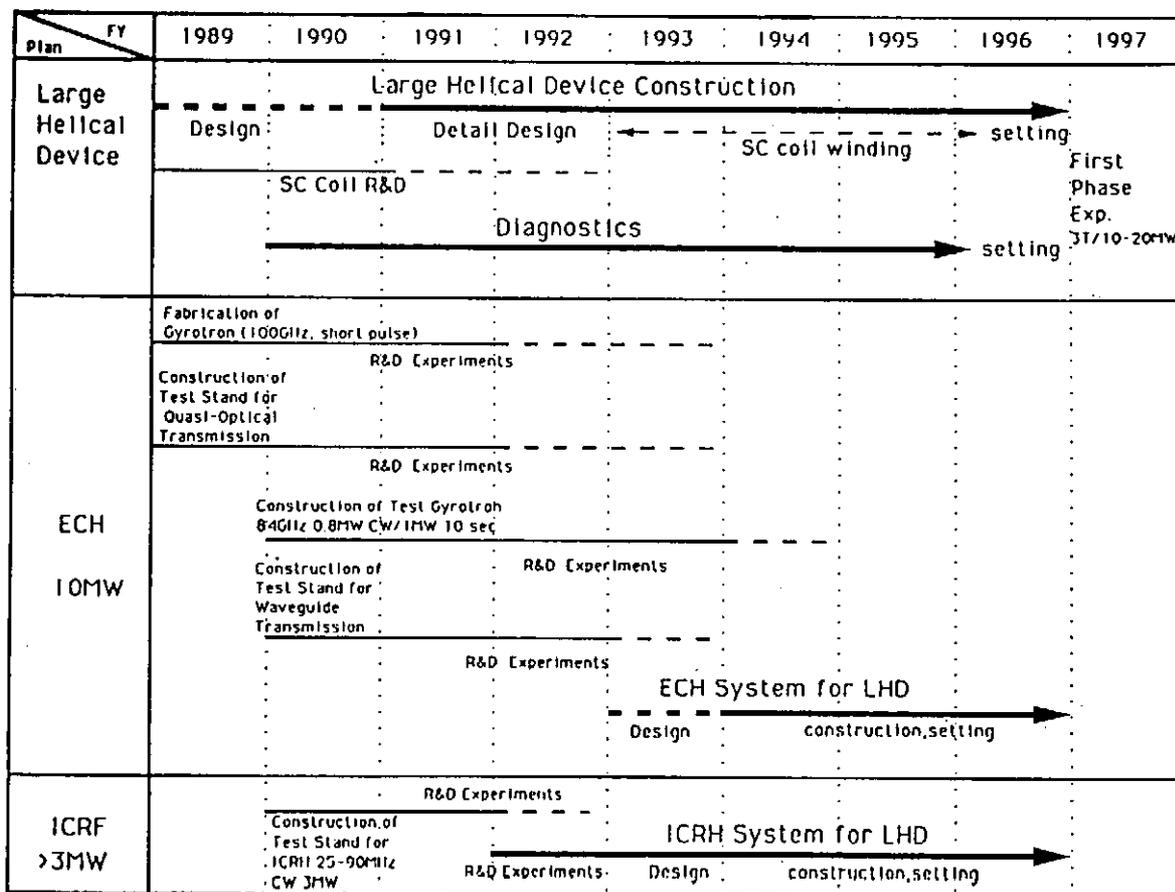 FY
Plan
1989 1990 1991 1992 1993 1994 1995 1996 1997
Large
Helical
Device
Large Helical Device Construction
Design
Detail Design
SC coil winding
setting
SC Coil R&D
First
Phase
Exp.
3T/10-20MW
Diagnostics
setting
ECH
10MW
Fabrication of
Gyrotron (100GHz, short pulse)
R&D Experiments
Construction of
Test Stand for
Quasi-Optical
Transmission
R&D Experiments
Construction of Test Gyrotron
84GHz 0.8MW CW/1MW 10 sec
R&D Experiments
Construction of
Test Stand for
Waveguide
Transmission
R&D Experiments
ECH System for LHD
Design
construction,setting
ICRF
>3MW
R&D Experiments
Construction of
Test Stand for
ICRH 25-90MHz
CW 3MW
ICRH System for LHD
R&D Experiments
Design
construction,setting